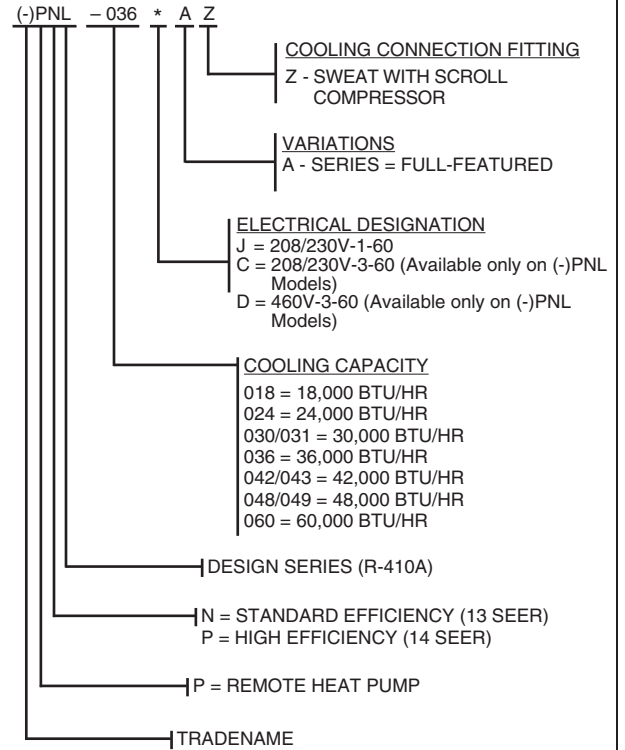 (-)PNL – 036 * A Z
COOLING CONNECTION FITTING
Z - SWEAT WITH SCROLL
COMPRESSOR
VARIATIONS
A - SERIES = FULL-FEATURED
ELECTRICAL DESIGNATION
J = 208/230V-1-60
C = 208/230V-3-60 (Available only on (-)PNL
Models)
D = 460V-3-60 (Available only on (-)PNL
Models)
COOLING CAPACITY
018 = 18,000 BTU/HR
024 = 24,000 BTU/HR
030/031 = 30,000 BTU/HR
036 = 36,000 BTU/HR
042/043 = 42,000 BTU/HR
048/049 = 48,000 BTU/HR
060 = 60,000 BTU/HR
DESIGN SERIES (R-410A)
N = STANDARD EFFICIENCY (13 SEER)
P = HIGH EFFICIENCY (14 SEER)
P = REMOTE HEAT PUMP
TRADENAME